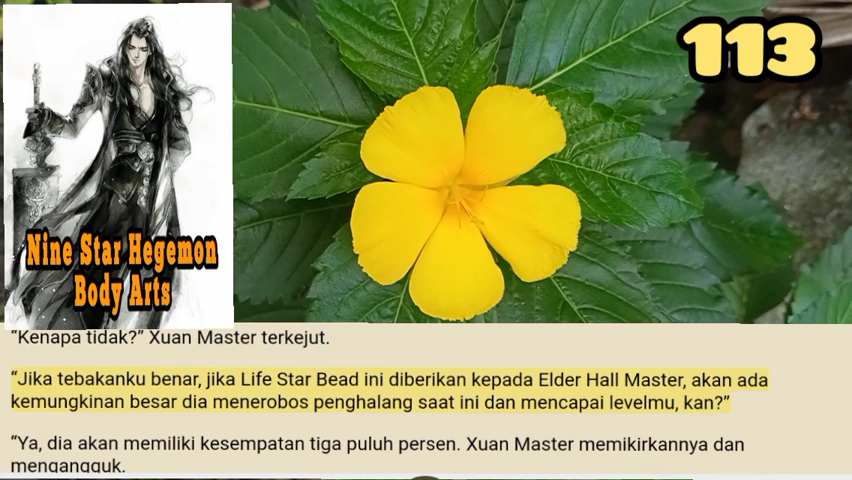 113
Nine Star Hegemon
Body Arts
“Kenapa tidak?” Xuan Master terkejut.
“Jika tebakanku benar, jika Life Star Bead ini diberikan kepada Elder Hall Master, akan ada
kemungkinan besar dia menerobos penghalang saat ini dan mencapai levelmu, kan?”
“Ya, dia akan memiliki kesempatan tiga puluh persen. Xuan Master memikirkannya dan
mengangguk.